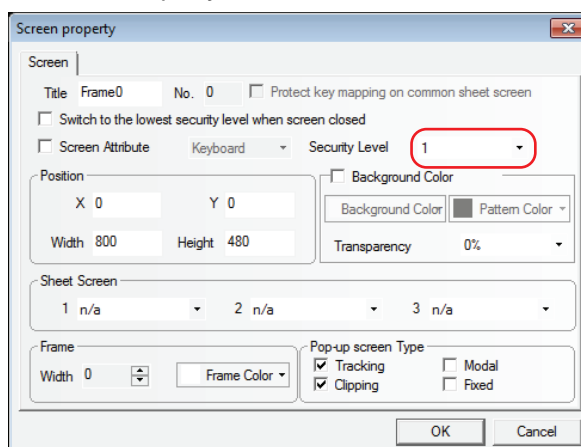 Screen property
Screen
Title Frame0 No. 0 Protect key mapping on common sheet screen
Switch to the lowest security level when screen closed
Screen Attribute Keyboard Security Level 1
Position Background Color
X 0 Y 0 Background Color Pattern Color
Width 800 Height 480 Transparency 0%
Sheet Screen
1 n/a 2 n/a 3 n/a
Frame Pop-up screen Type
Tracking Modal
Width 0 Frame Color Clipping Fixed
OK Cancel